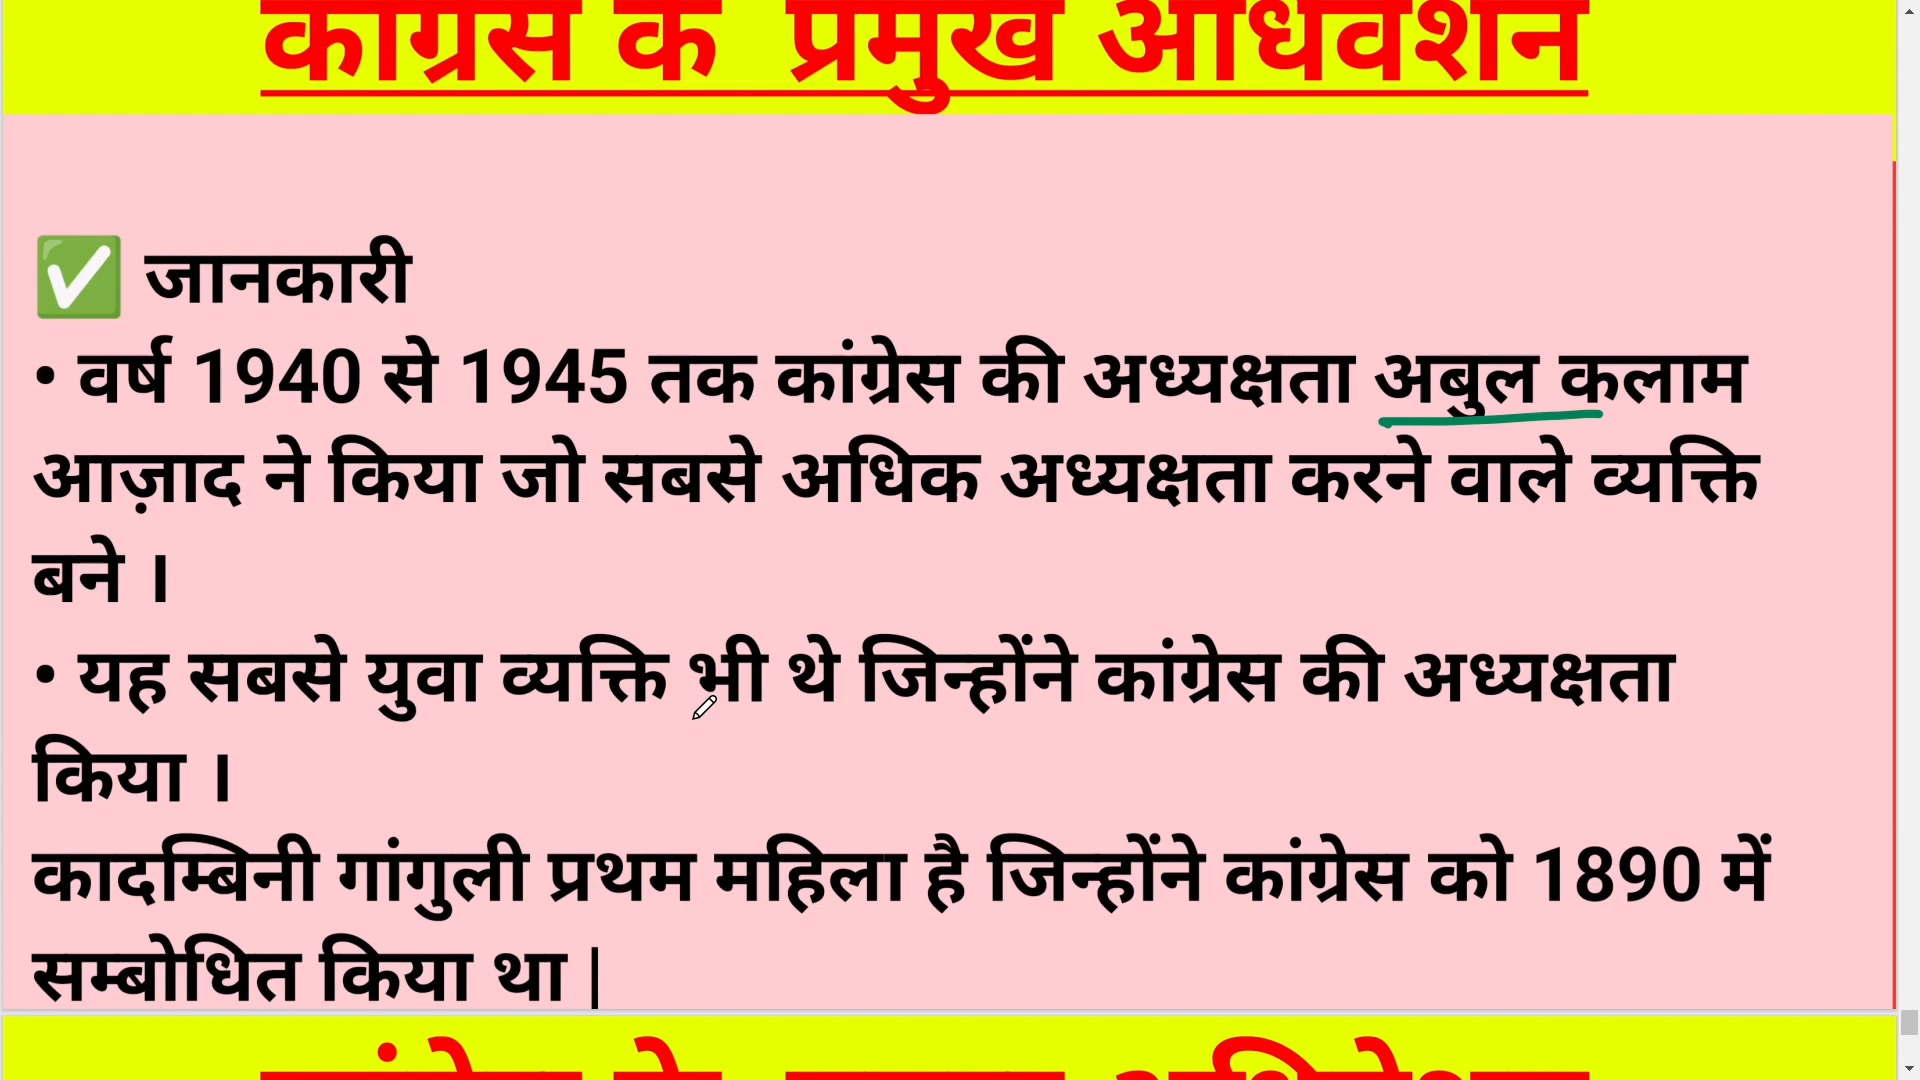 कांग्रेस के प्रमुख अधिवेशन
✅ जानकारी
• वर्ष 1940 से 1945 तक कांग्रेस की अध्यक्षता अबुल कलाम
आज़ाद ने किया जो सबसे अधिक अध्यक्षता करने वाले व्यक्ति
बने ।
• यह सबसे युवा व्यक्ति भी थे जिन्होंने कांग्रेस की अध्यक्षता
किया ।
कादम्बिनी गांगुली प्रथम महिला है जिन्होंने कांग्रेस को 1890 में
सम्बोधित किया था |